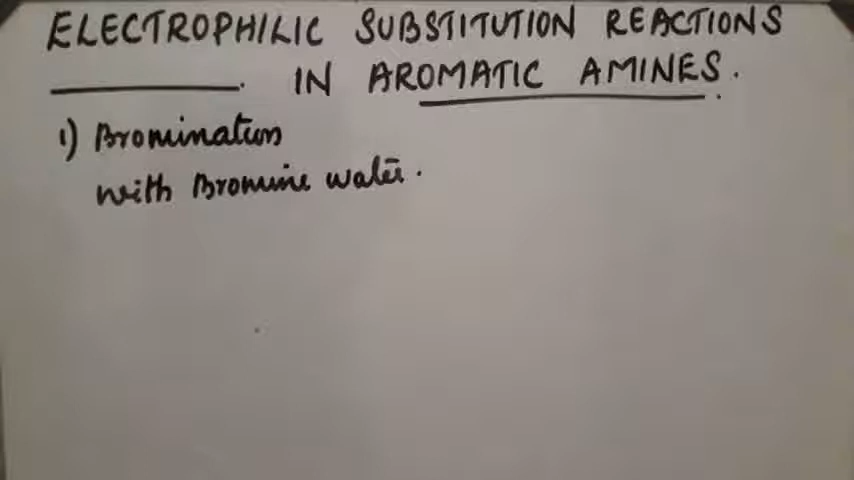 ELECTROPHILIC SUBSTITUTION REACTIONS
IN AROMATIC AMINES.
1) Bromination
with Bromine water.